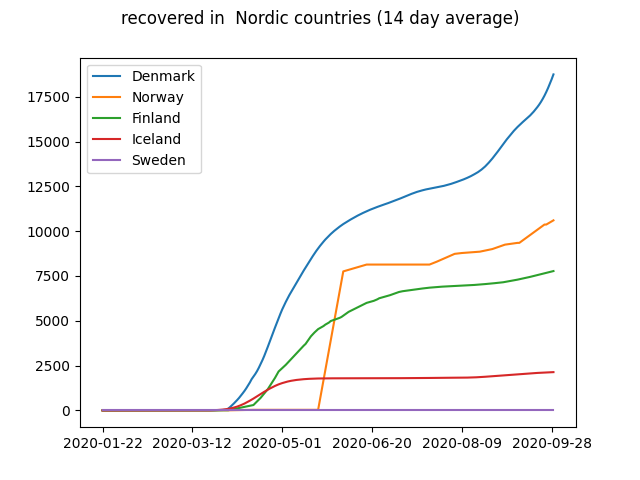 recovered in  Nordic countries (14 day average)
Denmark
Norway
Finland
Iceland
Sweden
17500
15000
12500
10000
7500
5000
2500
0
2020-01-22 2020-03-12 2020-05-01 2020-06-20 2020-08-09 2020-09-28